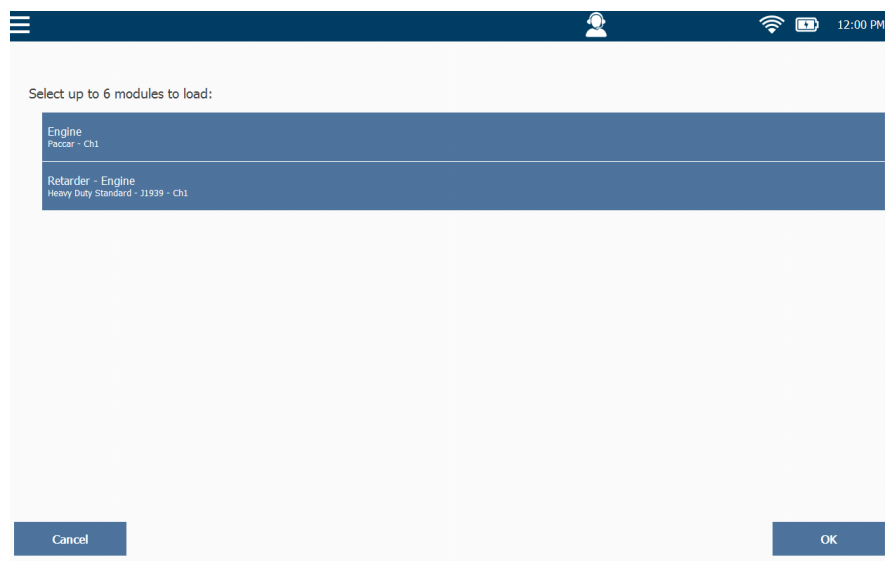 12:00 PM
Select up to 6 modules to load:
Engine
Paccar - Ch1
Retarder - Engine
Heavy Duty Standard - J1939 - Ch1
Cancel
OK